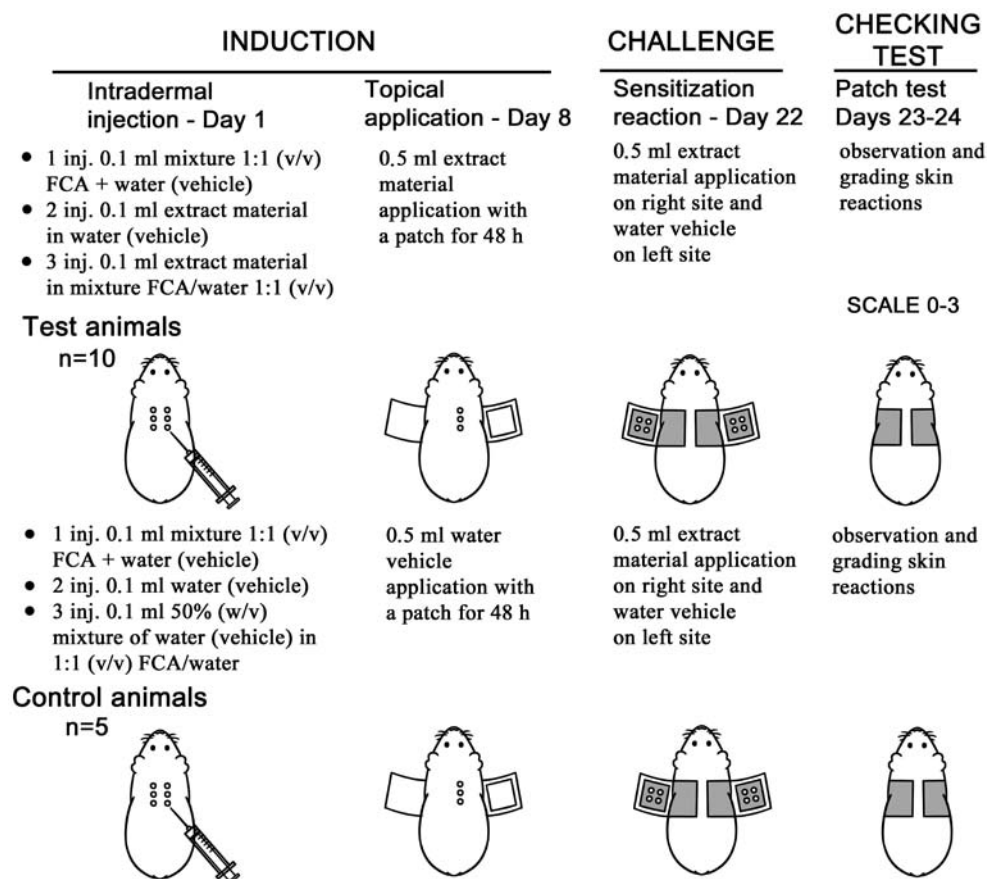 INDUCTION
CHALLENGE
CHECKING
TEST
Intradermal
injection - Day 1
Topical
application - Day 8
Sensitization
reaction - Day 22
Patch test
Days 23-24
• 1 inj. 0.1 ml mixture 1:1 (v/v)
FCA + water (vehicle)
• 2 inj. 0.1 ml extract material
in water (vehicle)
• 3 inj. 0.1 ml extract material
in mixture FCA/water 1:1 (v/v)
0.5 ml extract
material
application with
a patch for 48 h
0.5 ml extract
material application
on right site and
water vehicle
on left site
observation and
grading skin
reactions
SCALE 0-3
Test animals
n=10
• 1 inj. 0.1 ml mixture 1:1 (v/v)
FCA + water (vehicle)
• 2 inj. 0.1 ml water (vehicle)
• 3 inj. 0.1 ml 50% (w/v)
mixture of water (vehicle) in
1:1 (v/v) FCA/water
0.5 ml water
vehicle
application with
a patch for 48 h
0.5 ml extract
material application
on right site and
water vehicle
on left site
observation and
grading skin
reactions
Control animals
n=5